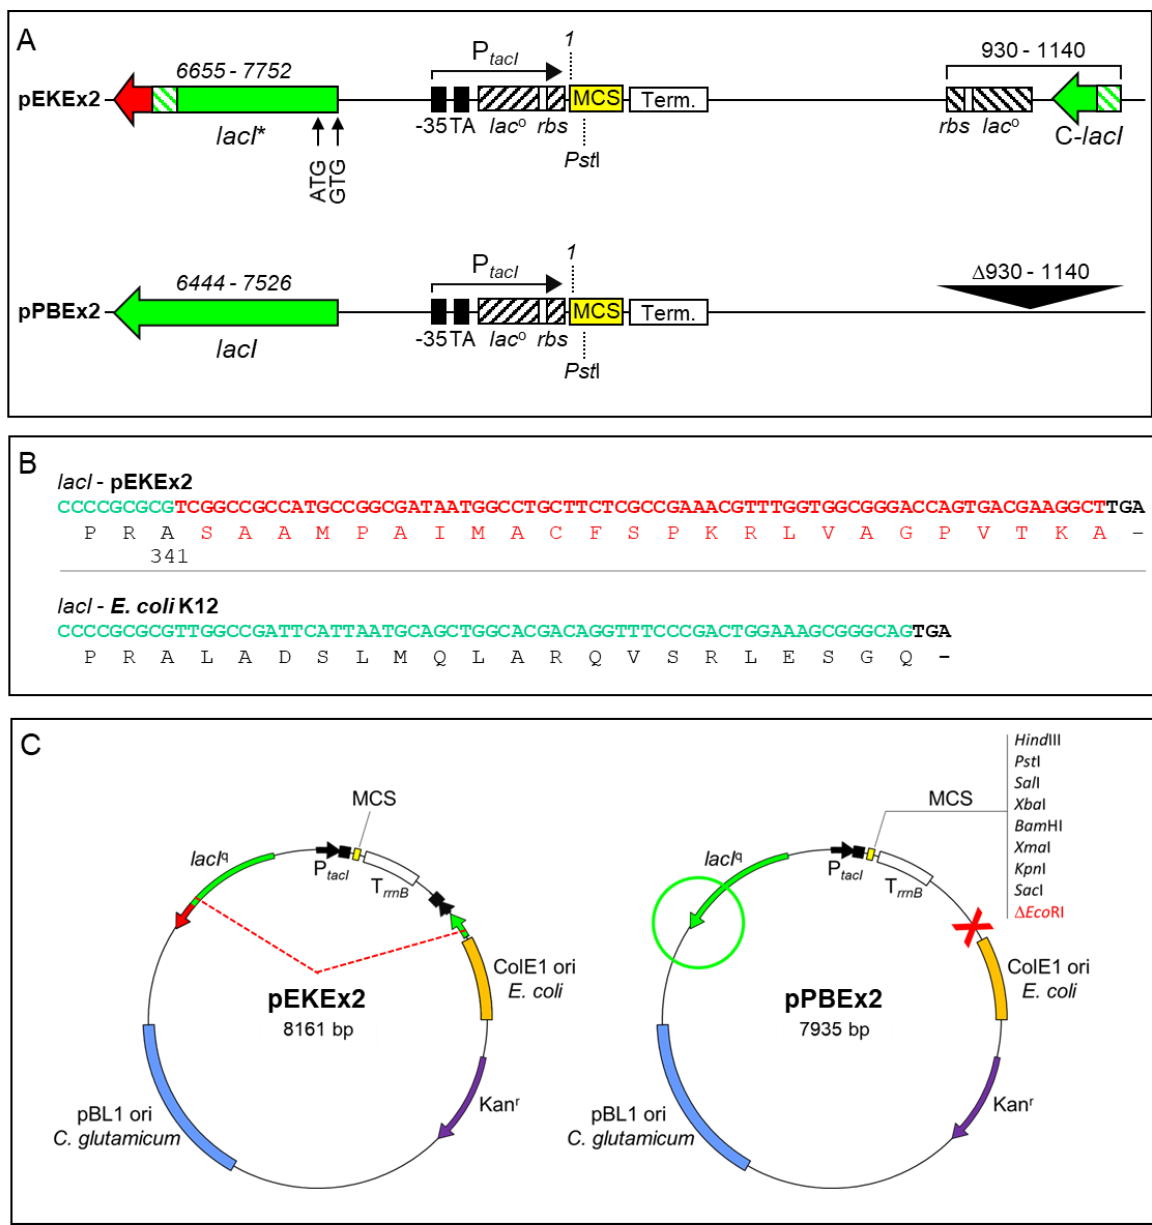 A
6655 - 7752
PtacI
1
930 - 1140
pEKEx2
MCS
Term.
lacI*
-35 TA lacᵒ rbs
rbs lacᵒ C-lacI
ATG
GTG
PstI
6444 - 7526
PtacI
1
Δ930 - 1140
pPBEx2
MCS
Term.
lacI
-35 TA lacᵒ rbs
PstI
B
lacI - pEKEx2
CCCCGCGCGTCGGCCGCCATGCCGGCGATAATGGCCTGCTTCTCGCCGAAACGTTTGGTGGCGGGACCAGTGACGAAGGCTTGA
P R A S A A M P A I M A C F S P K R L V A G P V T K A –
341
lacI - E. coli K12
CCCCGCGCGTTGGCCGATTCATTAATGCAGCTGGCACGACAGGTTTCCCGACTGGAAAGCGGGCAGTGA
P R A L A D S L M Q L A R Q V S R L E S G Q –
C
MCS
lacIq
PtacI
TrrnB
ColE1 ori
E. coli
pEKEx2
8161 bp
Kanr
pBL1 ori
C. glutamicum
HindIII
PstI
SalI
XbaI
BamHI
XmaI
KpnI
SacI
ΔEcoRI
MCS
lacIq
PtacI
TrrnB
ColE1 ori
E. coli
pPBEx2
7935 bp
Kanr
pBL1 ori
C. glutamicum